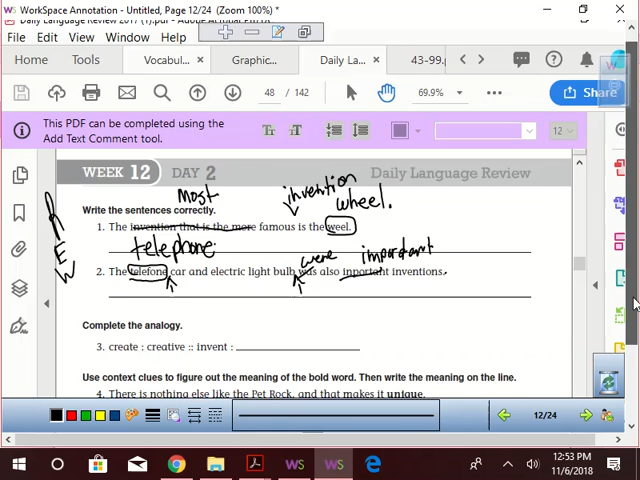 WorkSpace Annotation - Untitled, Page 12/24 (Zoom 100%)
Daily Language Review 2017 (1).pdf - Adobe Acrobat Pro
File Edit View Window Help
Home Tools Vocabu... Graphic... Daily La... 43-99.p
48 / 142 69.9% Share
This PDF can be completed using the
Add Text Comment tool.
12
WEEK 12 DAY 2 Daily Language Review
most invention wheel.
Write the sentences correctly.
1. The invention that is the more famous is the weel.
telephone were important
2. The telefone car and electric light bulb was also inportant inventions.
Complete the analogy.
3. create : creative :: invent :
Use context clues to figure out the meaning of the bold word. Then write the meaning on the line.
4. There is nothing else like the Pet Rock, and that makes it unique.
12/24
12:53 PM
11/6/2018